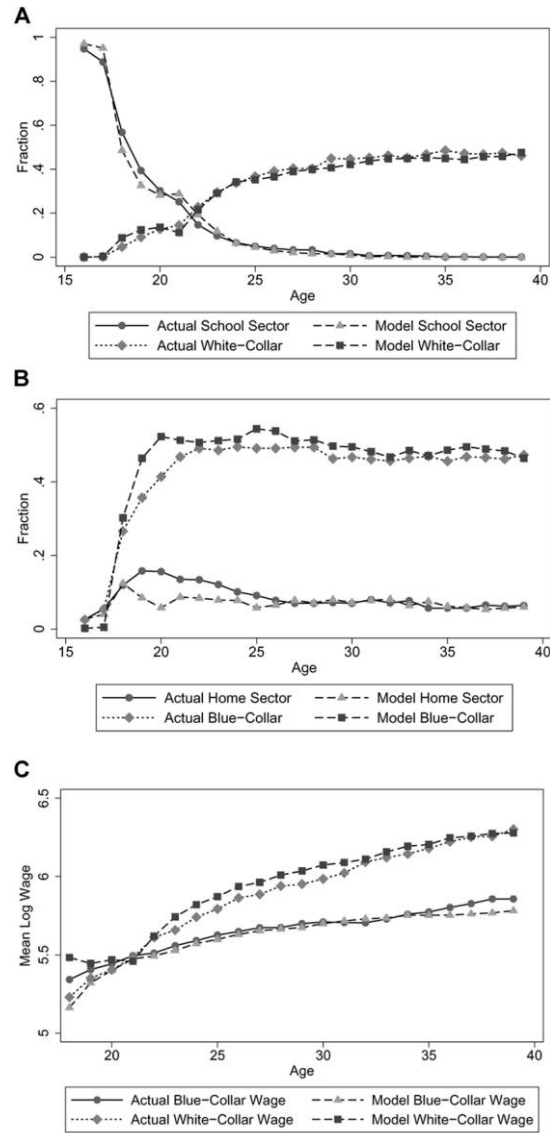 A
Fraction
1
.8
.6
.4
.2
0
15 20 25 30 35 40
Age
Actual School Sector Model School Sector
Actual White-Collar Model White-Collar
B
Fraction
.6
.4
.2
0
15 20 25 30 35 40
Age
Actual Home Sector Model Home Sector
Actual Blue-Collar Model Blue-Collar
C
Mean Log Wage
6.5
6
5.5
5
20 25 30 35 40
Age
Actual Blue-Collar Wage Model Blue-Collar Wage
Actual White-Collar Wage Model White-Collar Wage